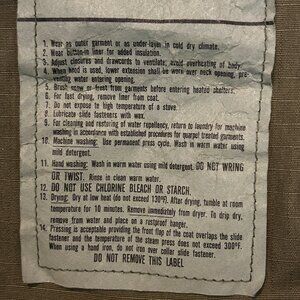 1. Wear as outer garment or as under-layer in cold dry climate.
2. Wear button-in liner for added insulation.
3. Adjust closures and drawcords to ventilate; avoid overheating of body.
4. When hood is used, lower extension shall be worn over neck opening, preventing water entering opening.
5. Brush snow or frost from garments before entering heated shelters.
6. For fast drying, remove liner from coat.
7. Do not expose to high temperature of a stove.
8. Lubricate slide fasteners with wax.
9. For cleaning and restoring of water repellency, return to laundry for machine
washing in accordance with established procedures for quarpel treated garments.
10. Machine washing: Use permanent press cycle. Wash in warm water using
mild detergent.
11. Hand washing: Wash in warm water using mild detergent. DO NOT WRING
OR TWIST. Rinse in clean warm water.
12. DO NOT USE CHLORINE BLEACH OR STARCH.
13. Drying: Dry at low heat (do not exceed 130°F). After drying, tumble at room
temperature for 10 minutes. Remove immediately from dryer. To drip dry,
remove from water and place on a rustproof hanger.
14. Pressing is acceptable providing the front flap of the coat overlaps the slide
fastener and the temperature of the steam press does not exceed 300°F.
When using a hand iron, do not iron over collar slide fastener.
DO NOT REMOVE THIS LABEL